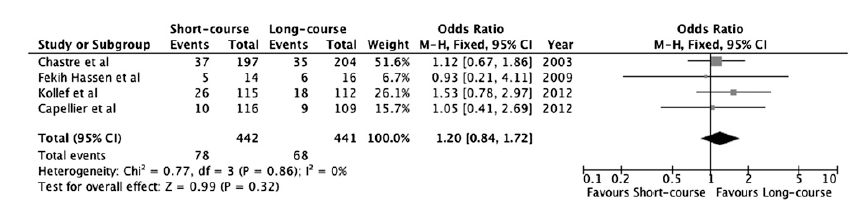 Short-course Long-course Odds Ratio Odds Ratio
Study or Subgroup Events Total Events Total Weight M-H, Fixed, 95% CI Year M-H, Fixed, 95% CI
Chastre et al 37 197 35 204 51.6% 1.12 [0.67, 1.86] 2003
Fekih Hassen et al 5 14 6 16 6.7% 0.93 [0.21, 4.11] 2009
Kollef et al 26 115 18 112 26.1% 1.53 [0.78, 2.97] 2012
Capellier et al 10 116 9 109 15.7% 1.05 [0.41, 2.69] 2012
Total (95% CI) 442 441 100.0% 1.20 [0.84, 1.72]
Total events 78 68
Heterogeneity: Chi² = 0.77, df = 3 (P = 0.86); I² = 0%
Test for overall effect: Z = 0.99 (P = 0.32)
0.1 0.2 0.5 1 2 5 10
Favours Short-course Favours Long-course